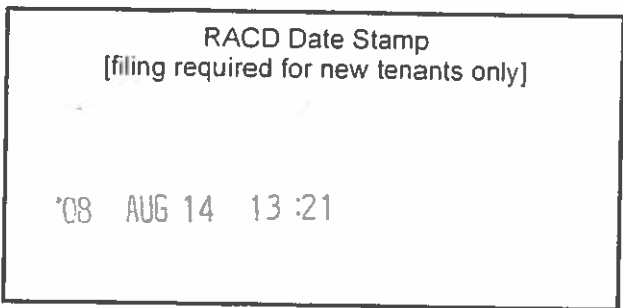 RACD Date Stamp
[filing required for new tenants only]
'08 AUG 14 13:21